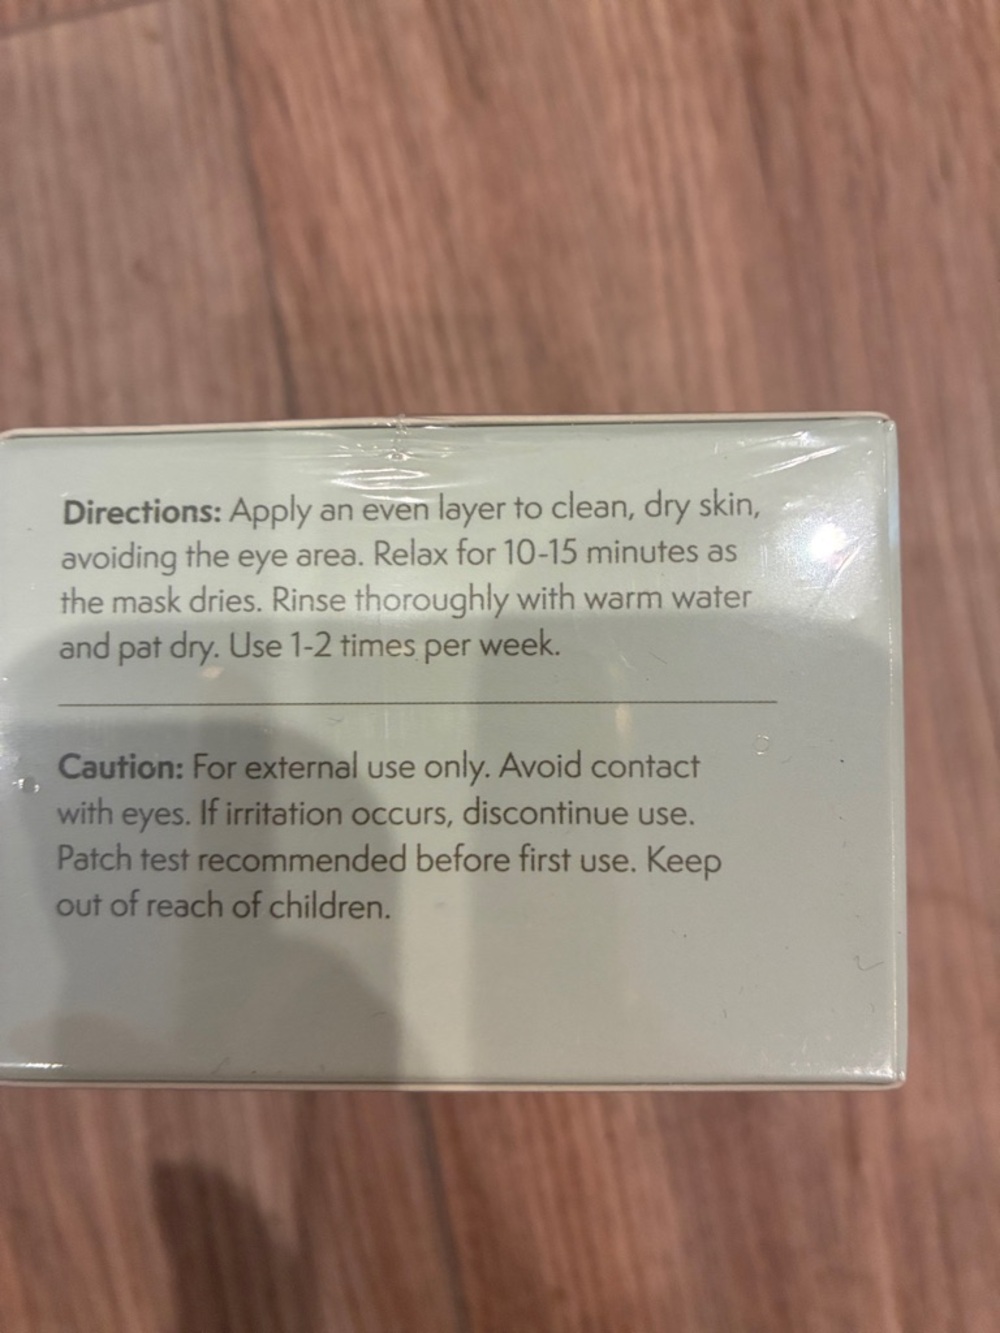 Directions: Apply an even layer to clean, dry skin,
avoiding the eye area. Relax for 10-15 minutes as
the mask dries. Rinse thoroughly with warm water
and pat dry. Use 1-2 times per week.
Caution: For external use only. Avoid contact
with eyes. If irritation occurs, discontinue use.
Patch test recommended before first use. Keep
out of reach of children.